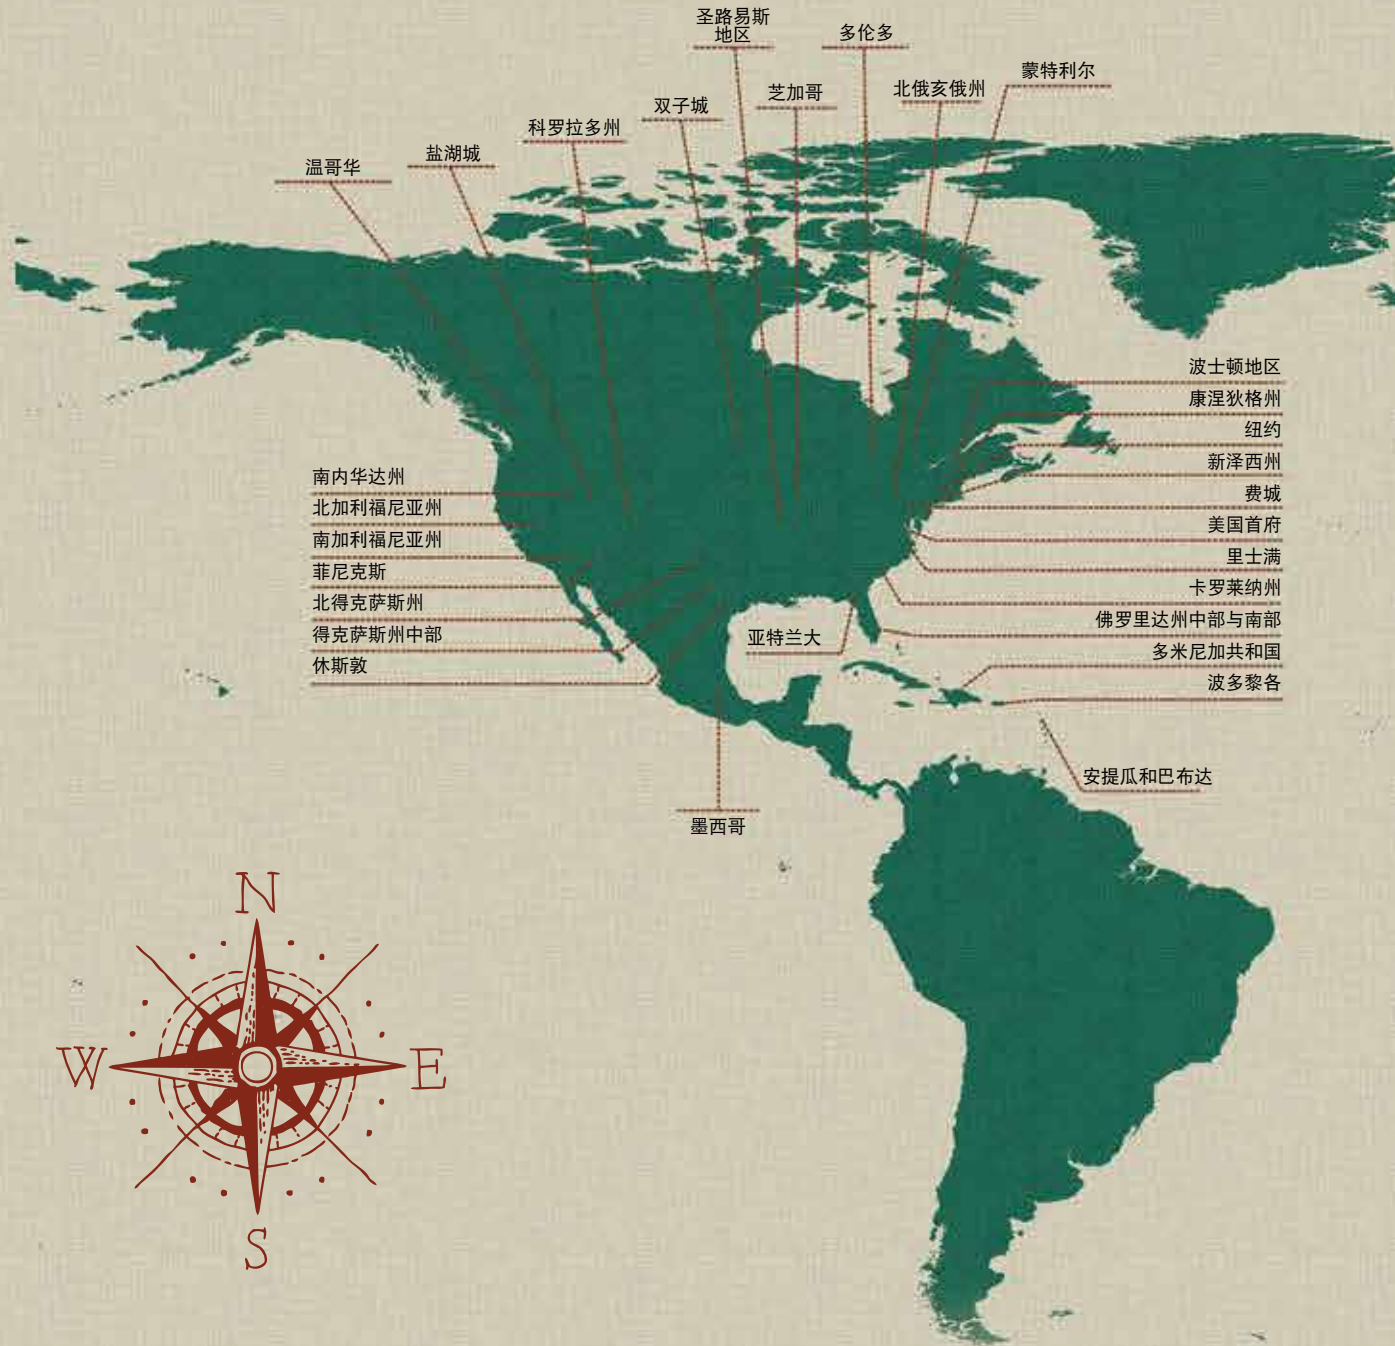 圣路易斯
地区
多伦多
蒙特利尔
北俄亥俄州
芝加哥
双子城
科罗拉多州
盐湖城
温哥华
波士顿地区
康涅狄格州
纽约
新泽西州
费城
美国首府
里士满
卡罗莱纳州
佛罗里达州中部与南部
多米尼加共和国
波多黎各
南内华达州
北加利福尼亚州
南加利福尼亚州
菲尼克斯
北得克萨斯州
得克萨斯州中部
休斯敦
亚特兰大
安提瓜和巴布达
墨西哥
N
W
E
S